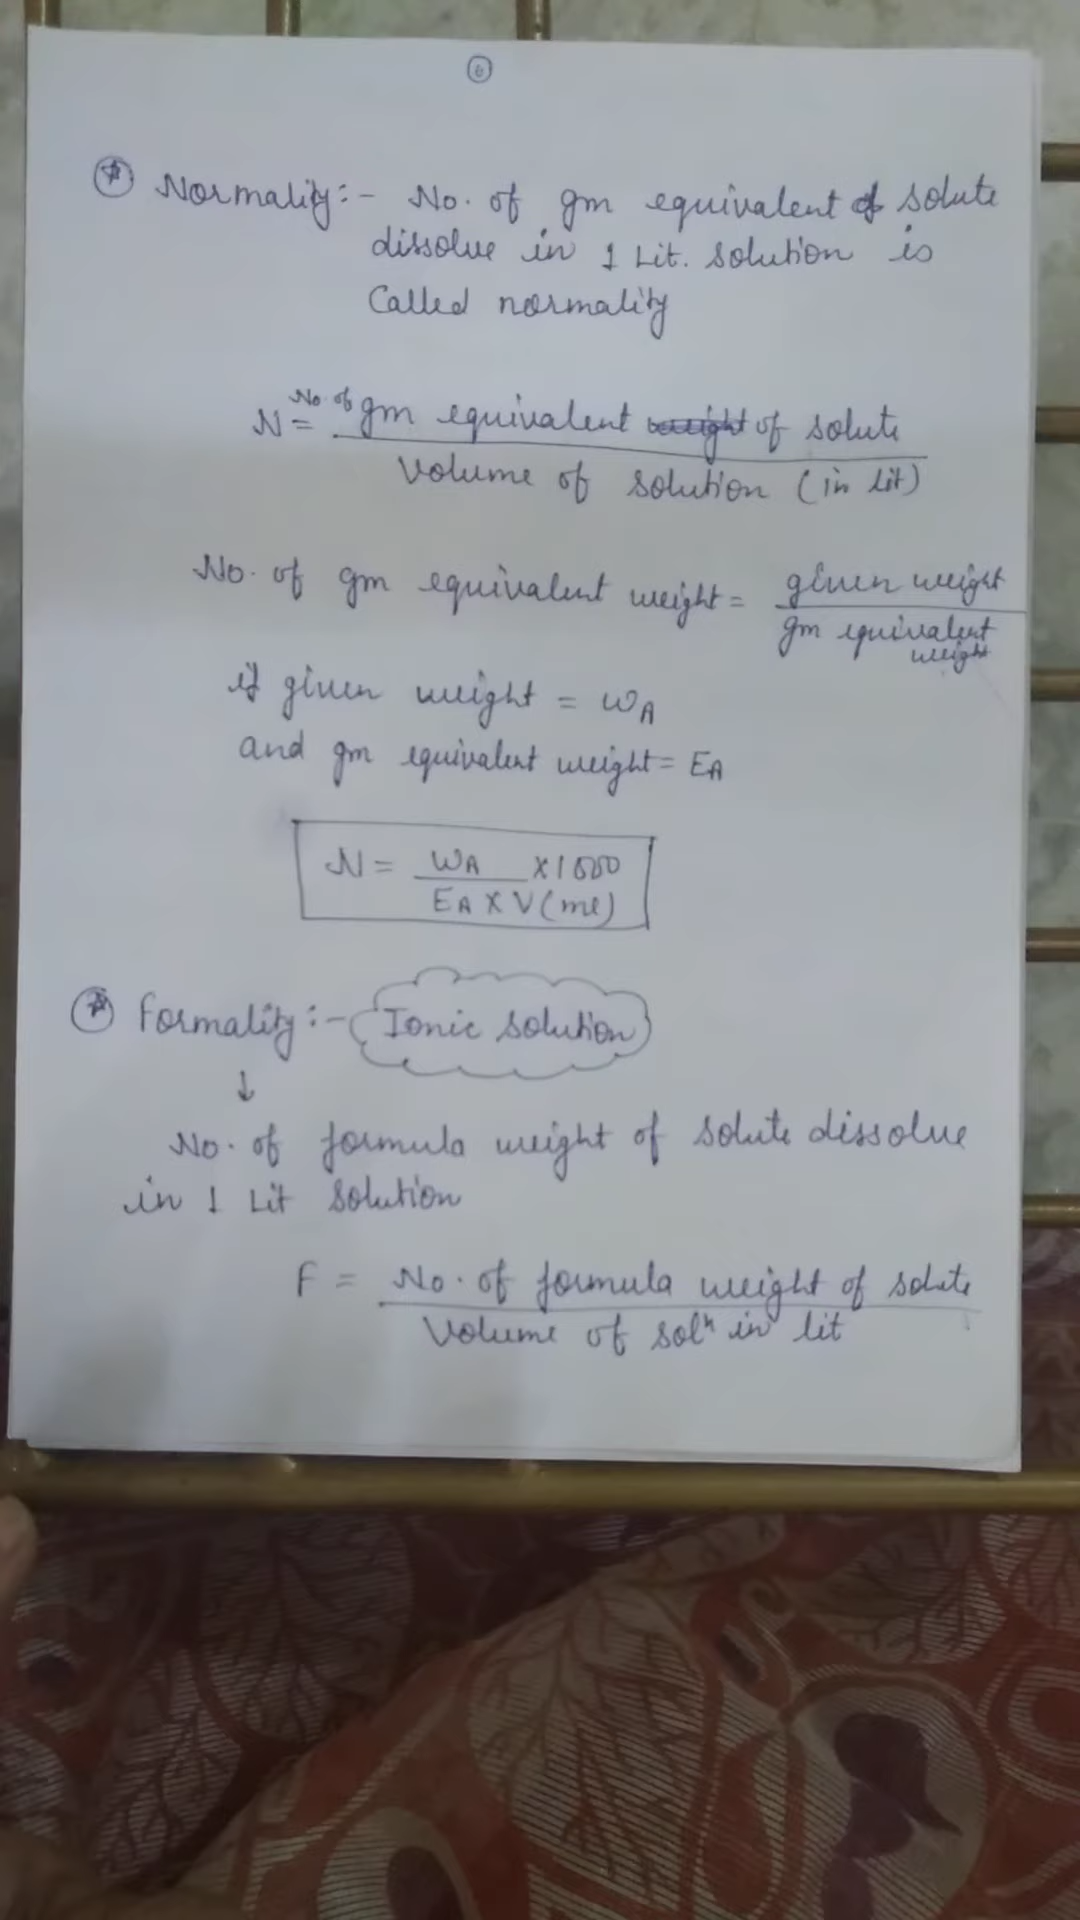 6
Normality:- No. of gm equivalent of solute
dissolve in 1 Lit. solution is
Called normality
No. of
N = gm equivalent weight of solute
Volume of solution (in lit)
No. of gm equivalent weight = given weight
gm equivalent
weight
if given weight = WA
and gm equivalent weight = EA
N = WA ×1000
EA × V(ml)
Formality:- Ionic solution
↓
No. of formula weight of solute dissolve
in 1 Lit solution
F = No. of formula weight of solute
Volume of solⁿ in lit